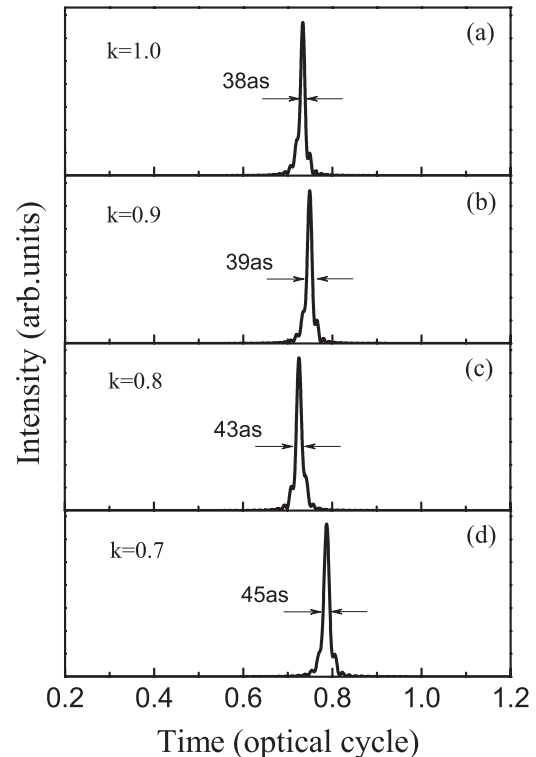 (a)
k=1.0
38as
(b)
k=0.9
39as
(c)
k=0.8
43as
(d)
k=0.7
45as
Intensity (arb.units)
0.2 0.4 0.6 0.8 1.0 1.2
Time (optical cycle)